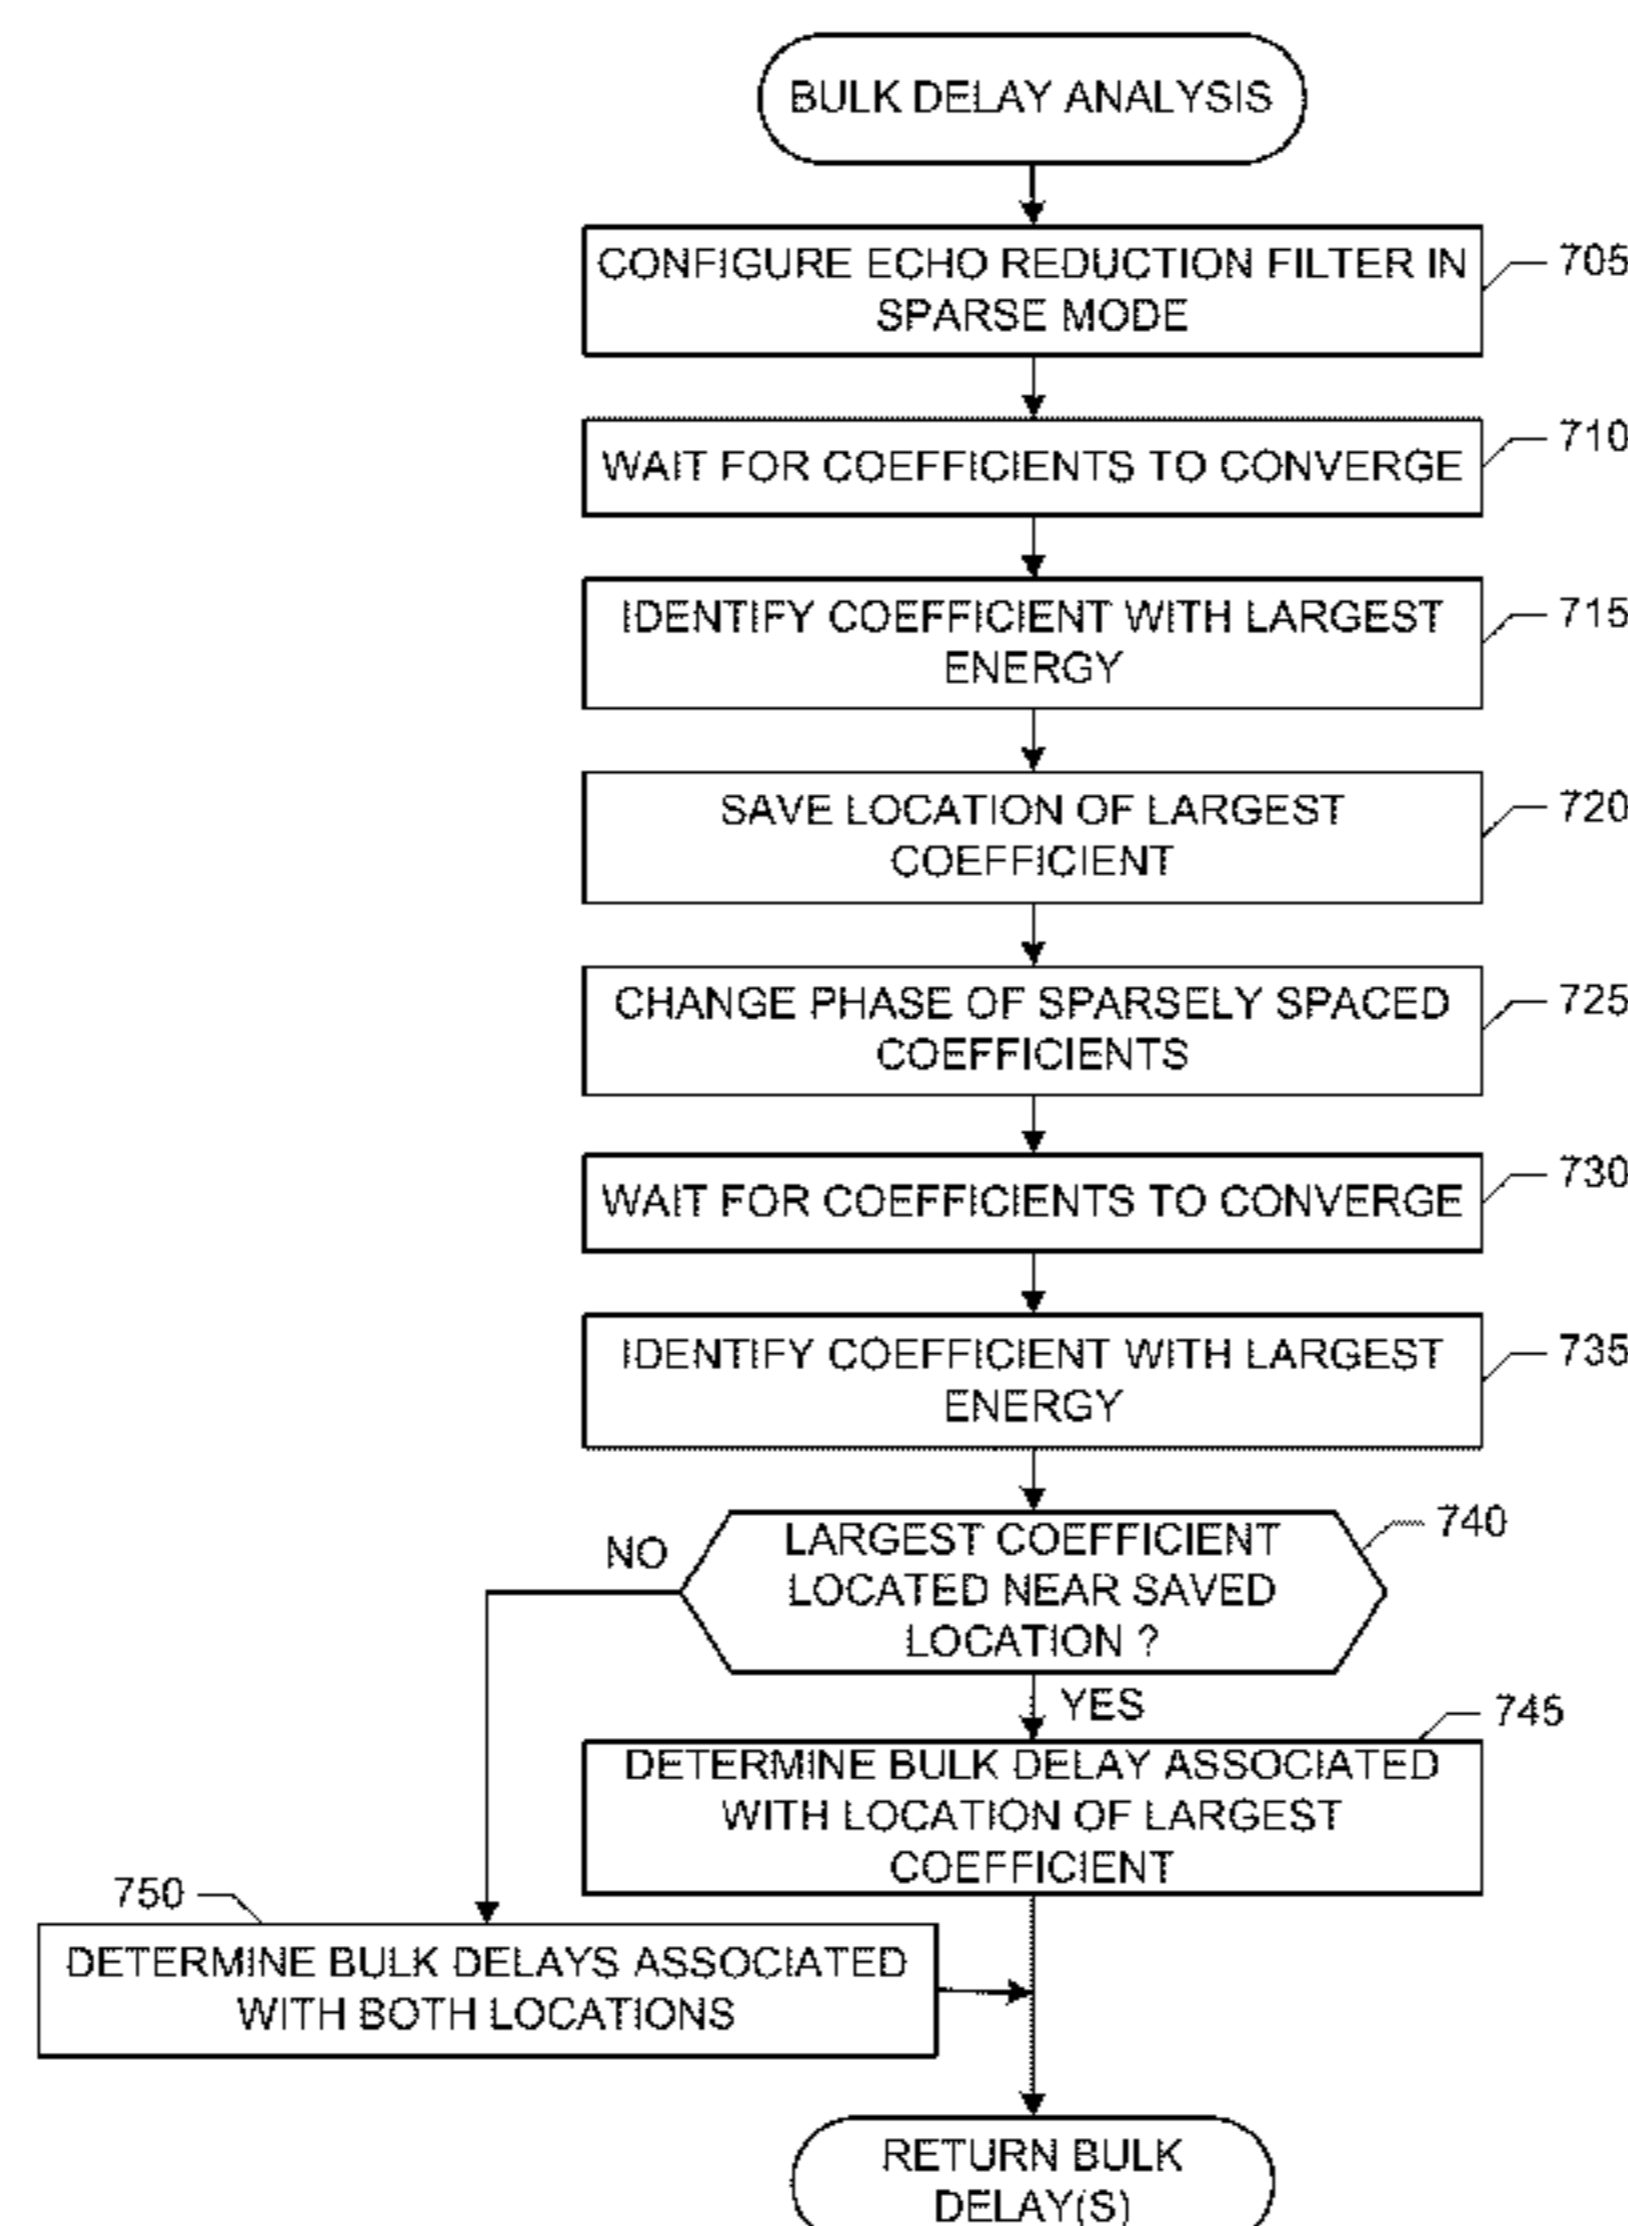 BULK DELAY ANALYSIS
CONFIGURE ECHO REDUCTION FILTER IN
SPARSE MODE
705
WAIT FOR COEFFICIENTS TO CONVERGE
710
IDENTIFY COEFFICIENT WITH LARGEST
ENERGY
715
SAVE LOCATION OF LARGEST
COEFFICIENT
720
CHANGE PHASE OF SPARSELY SPACED
COEFFICIENTS
725
WAIT FOR COEFFICIENTS TO CONVERGE
730
IDENTIFY COEFFICIENT WITH LARGEST
ENERGY
735
LARGEST COEFFICIENT
LOCATED NEAR SAVED
LOCATION ?
740
NO
YES
745
DETERMINE BULK DELAY ASSOCIATED
WITH LOCATION OF LARGEST
COEFFICIENT
750
DETERMINE BULK DELAYS ASSOCIATED
WITH BOTH LOCATIONS
RETURN BULK
DELAY(S)